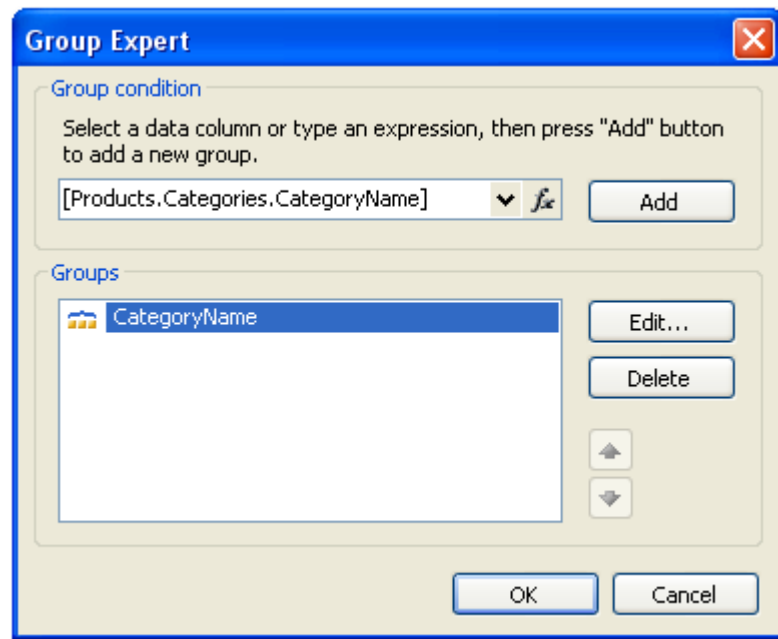 Group Expert
Group condition
Select a data column or type an expression, then press "Add" button
to add a new group.
[Products.Categories.CategoryName] fx Add
Groups
CategoryName
Edit...
Delete
OK Cancel